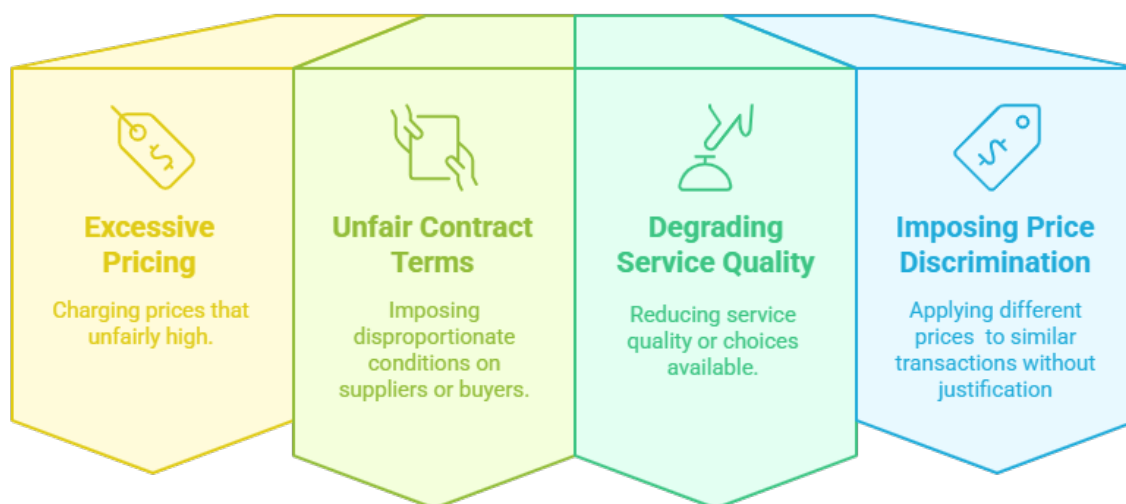 Excessive
Pricing
Charging prices that
unfairly high.
Unfair Contract
Terms
Imposing
disproportionate
conditions on
suppliers or buyers.
Degrading
Service Quality
Reducing service
quality or choices
available.
Imposing Price
Discrimination
Applying different
prices  to similar
transactions without
justification